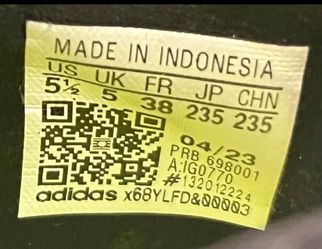 MADE IN INDONESIA
US UK FR JP CHN
5½ 5 38 235 235
04/23
PRB 698001
A:IG0770
#132012224
adidas x68YLFD&00003